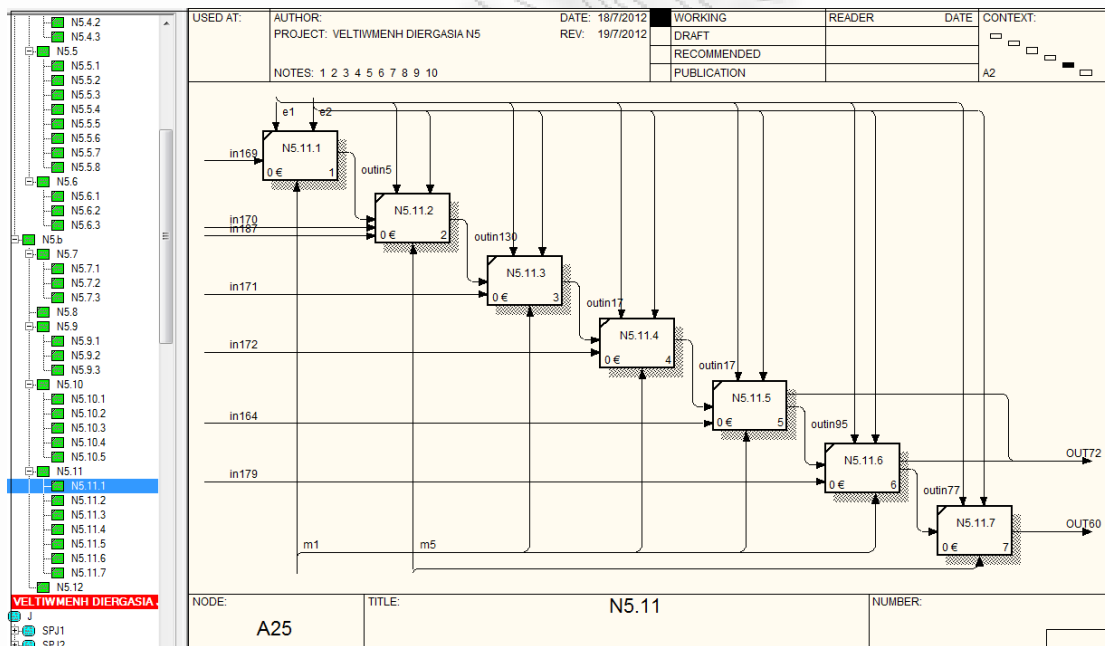 N5.4.2
N5.4.3
N5.5
N5.5.1
N5.5.2
N5.5.3
N5.5.4
N5.5.5
N5.5.6
N5.5.7
N5.5.8
N5.6
N5.6.1
N5.6.2
N5.6.3
N5.b
N5.7
N5.7.1
N5.7.2
N5.7.3
N5.8
N5.9
N5.9.1
N5.9.2
N5.9.3
N5.10
N5.10.1
N5.10.2
N5.10.3
N5.10.4
N5.10.5
N5.11
N5.11.1
N5.11.2
N5.11.3
N5.11.4
N5.11.5
N5.11.6
N5.11.7
N5.12
VELTIWMENH DIERGASIA
J
SPJ1
SPJ2
USED AT:
AUTHOR:
DATE: 18/7/2012
PROJECT: VELTIWMENH DIERGASIA N5
REV: 19/7/2012
NOTES: 1 2 3 4 5 6 7 8 9 10
WORKING
DRAFT
RECOMMENDED
PUBLICATION
READER
DATE
CONTEXT:
A2
e1
e2
in169
N5.11.1
0 €
1
outin5
in170
in187
N5.11.2
0 €
2
outin130
in171
N5.11.3
0 €
3
outin17
in172
N5.11.4
0 €
4
outin17
in164
N5.11.5
0 €
5
outin95
in179
N5.11.6
0 €
6
OUT72
outin77
N5.11.7
0 €
7
OUT60
m1
m5
NODE:
A25
TITLE:
N5.11
NUMBER: